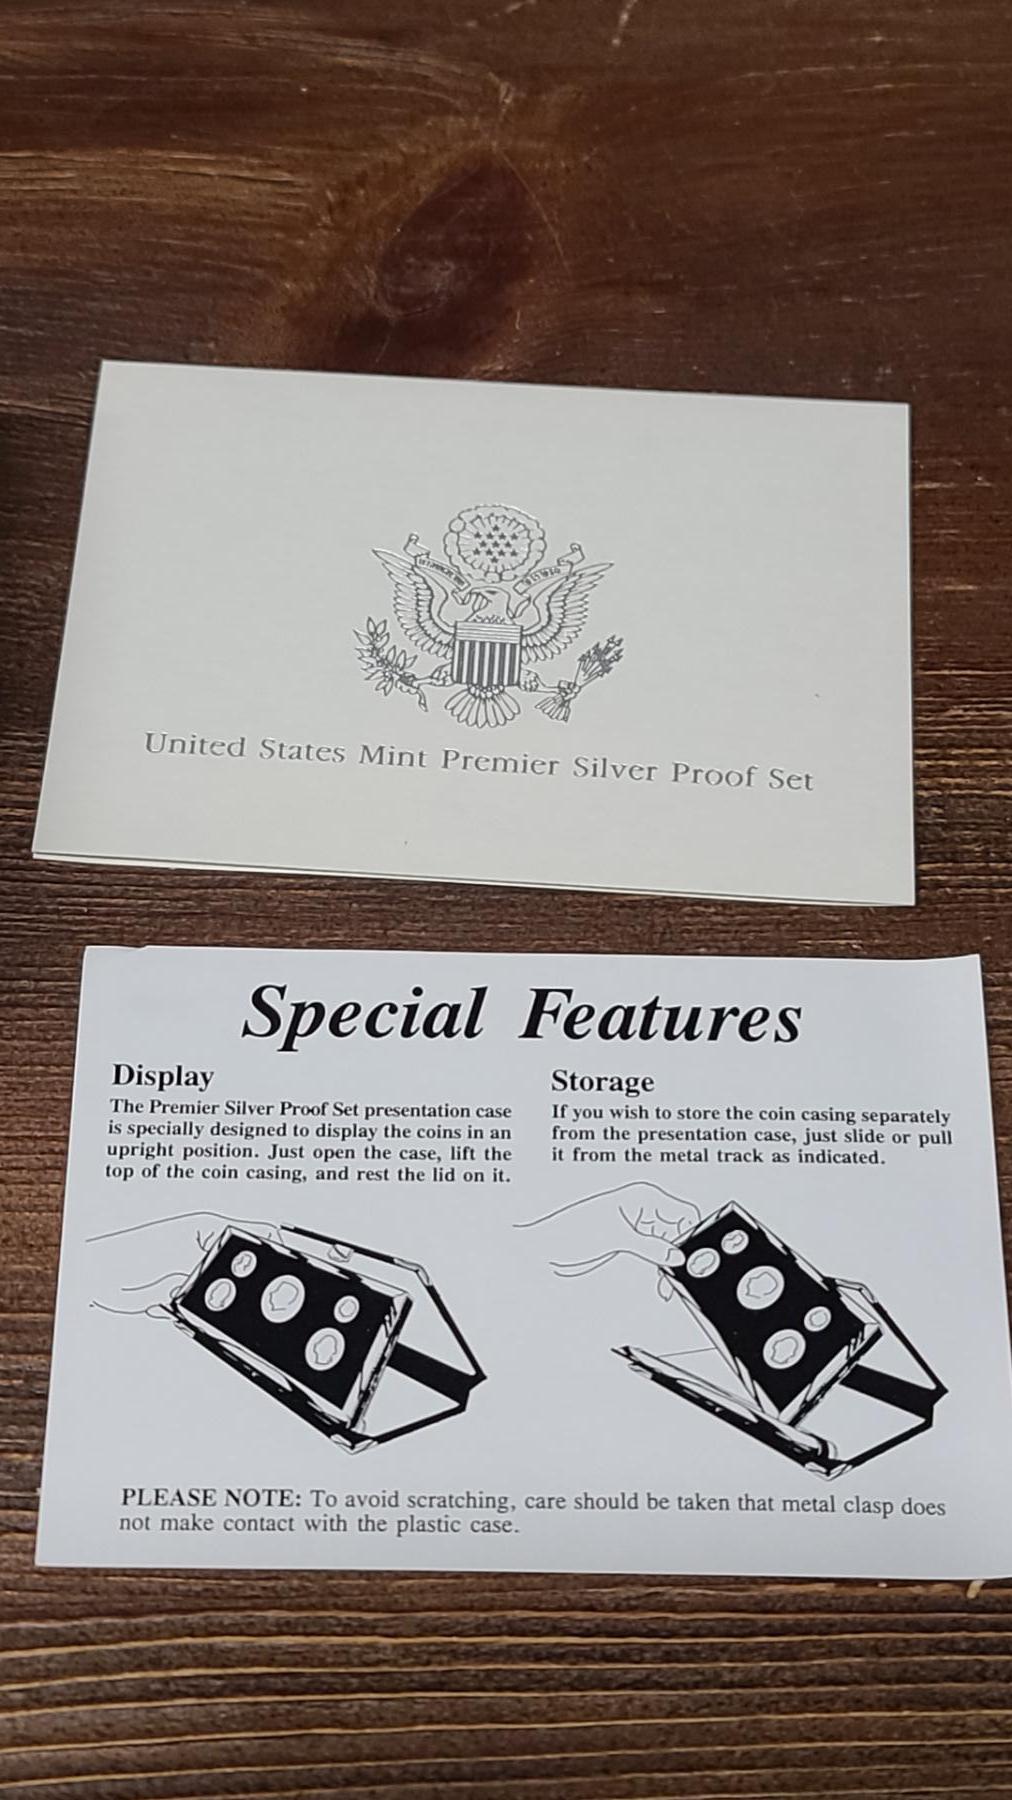 United States Mint Premier Silver Proof Set
Special Features
Display
The Premier Silver Proof Set presentation case
is specially designed to display the coins in an
upright position. Just open the case, lift the
top of the coin casing, and rest the lid on it.
Storage
If you wish to store the coin casing separately
from the presentation case, just slide or pull
it from the metal track as indicated.
PLEASE NOTE: To avoid scratching, care should be taken that metal clasp does
not make contact with the plastic case.